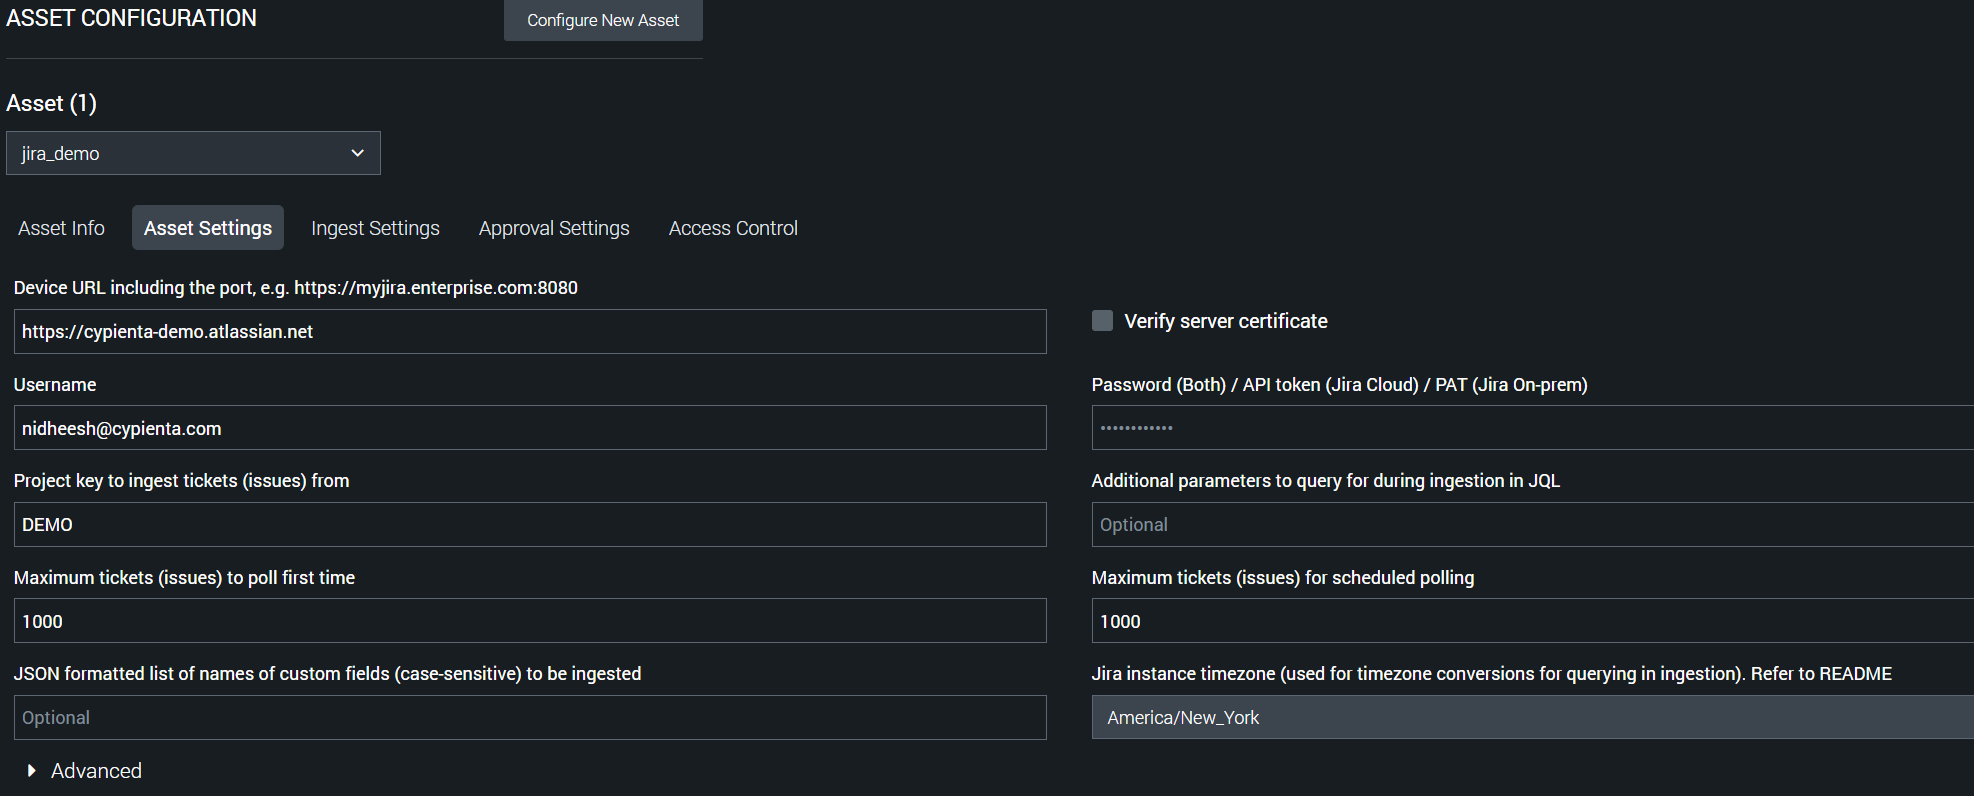 ASSET CONFIGURATION
Configure New Asset
Asset (1)
jira_demo
Asset Info
Asset Settings
Ingest Settings
Approval Settings
Access Control
Device URL including the port, e.g. https://myjira.enterprise.com:8080
https://cypienta-demo.atlassian.net
Verify server certificate
Username
nidheesh@cypienta.com
Password (Both) / API token (Jira Cloud) / PAT (Jira On-prem)
••••••••••••
Project key to ingest tickets (issues) from
DEMO
Additional parameters to query for during ingestion in JQL
Optional
Maximum tickets (issues) to poll first time
1000
Maximum tickets (issues) for scheduled polling
1000
JSON formatted list of names of custom fields (case-sensitive) to be ingested
Optional
Jira instance timezone (used for timezone conversions for querying in ingestion). Refer to README
America/New_York
Advanced